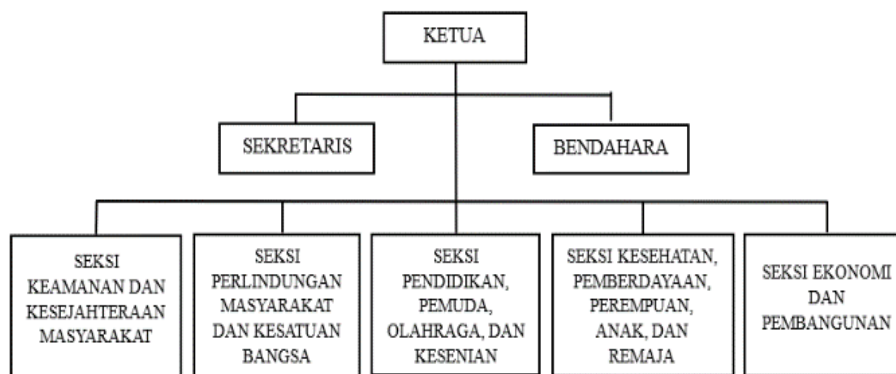 KETUA
SEKRETARIS
BENDAHARA
SEKSI
KEAMANAN DAN
KESEJAHTERAAN
MASYARAKAT
SEKSI
PERLINDUNGAN
MASYARAKAT
DAN KESATUAN
BANGSA
SEKSI
PENDIDIKAN,
PEMUDA,
OLAHRAGA, DAN
KESENIAN
SEKSI KESEHATAN,
PEMBERDAYAAN,
PEREMPUAN,
ANAK, DAN
REMAJA
SEKSI EKONOMI
DAN
PEMBANGUNAN